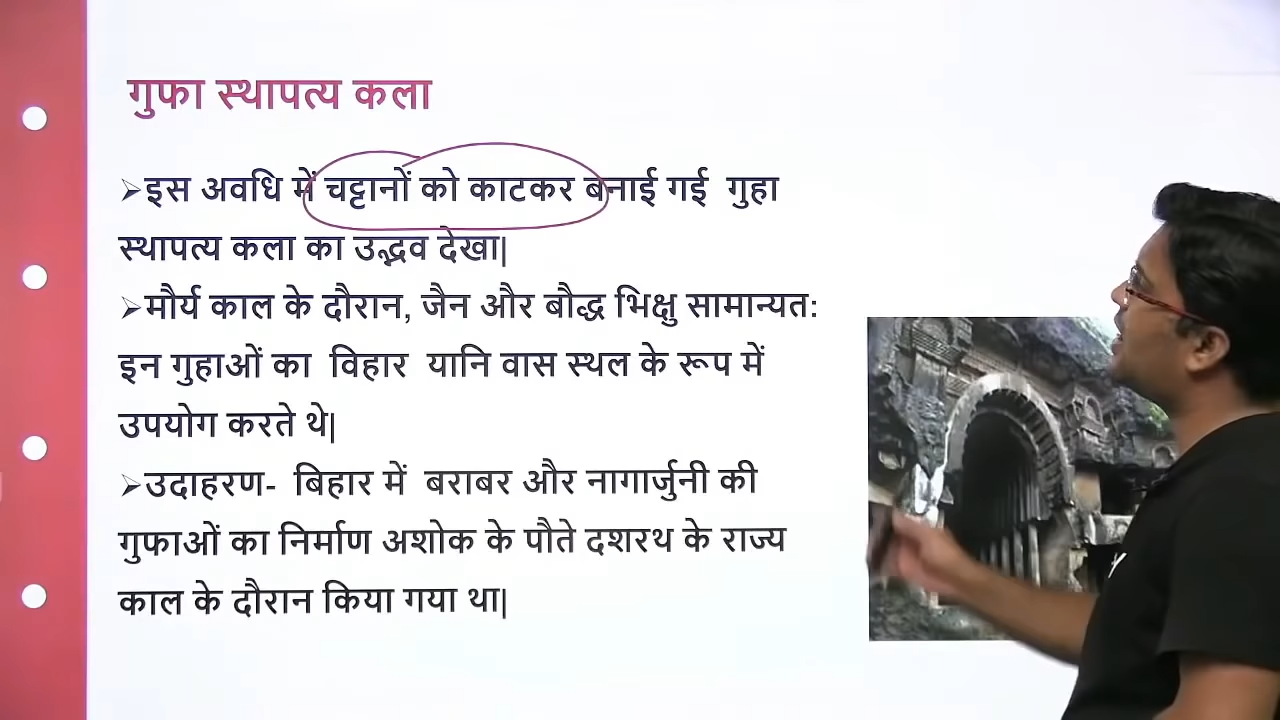 गुफा स्थापत्य कला
➢इस अवधि में चट्टानों को काटकर बनाई गई गुहा
स्थापत्य कला का उद्भव देखा|
➢मौर्य काल के दौरान, जैन और बौद्ध भिक्षु सामान्यत:
इन गुहाओं का विहार यानि वास स्थल के रूप में
उपयोग करते थे|
➢उदाहरण- बिहार में बराबर और नागार्जुनी की
गुफाओं का निर्माण अशोक के पौते दशरथ के राज्य
काल के दौरान किया गया था|